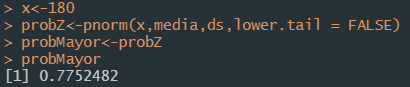 > x<-180
> probZ<-pnorm(x,media,ds,lower.tail = FALSE)
> probMayor<-probZ
> probMayor
[1] 0.7752482